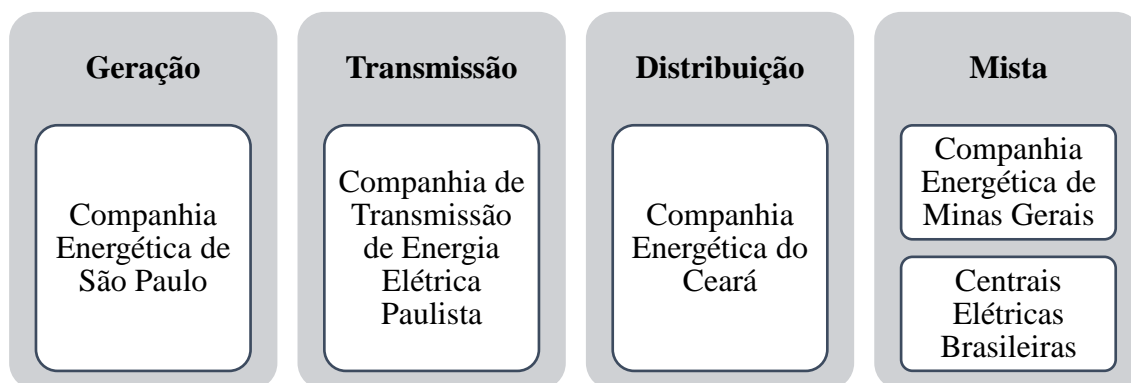 Geração
Companhia
Energética de
São Paulo
Transmissão
Companhia de
Transmissão
de Energia
Elétrica
Paulista
Distribuição
Companhia
Energética do
Ceará
Mista
Companhia
Energética de
Minas Gerais
Centrais
Elétricas
Brasileiras